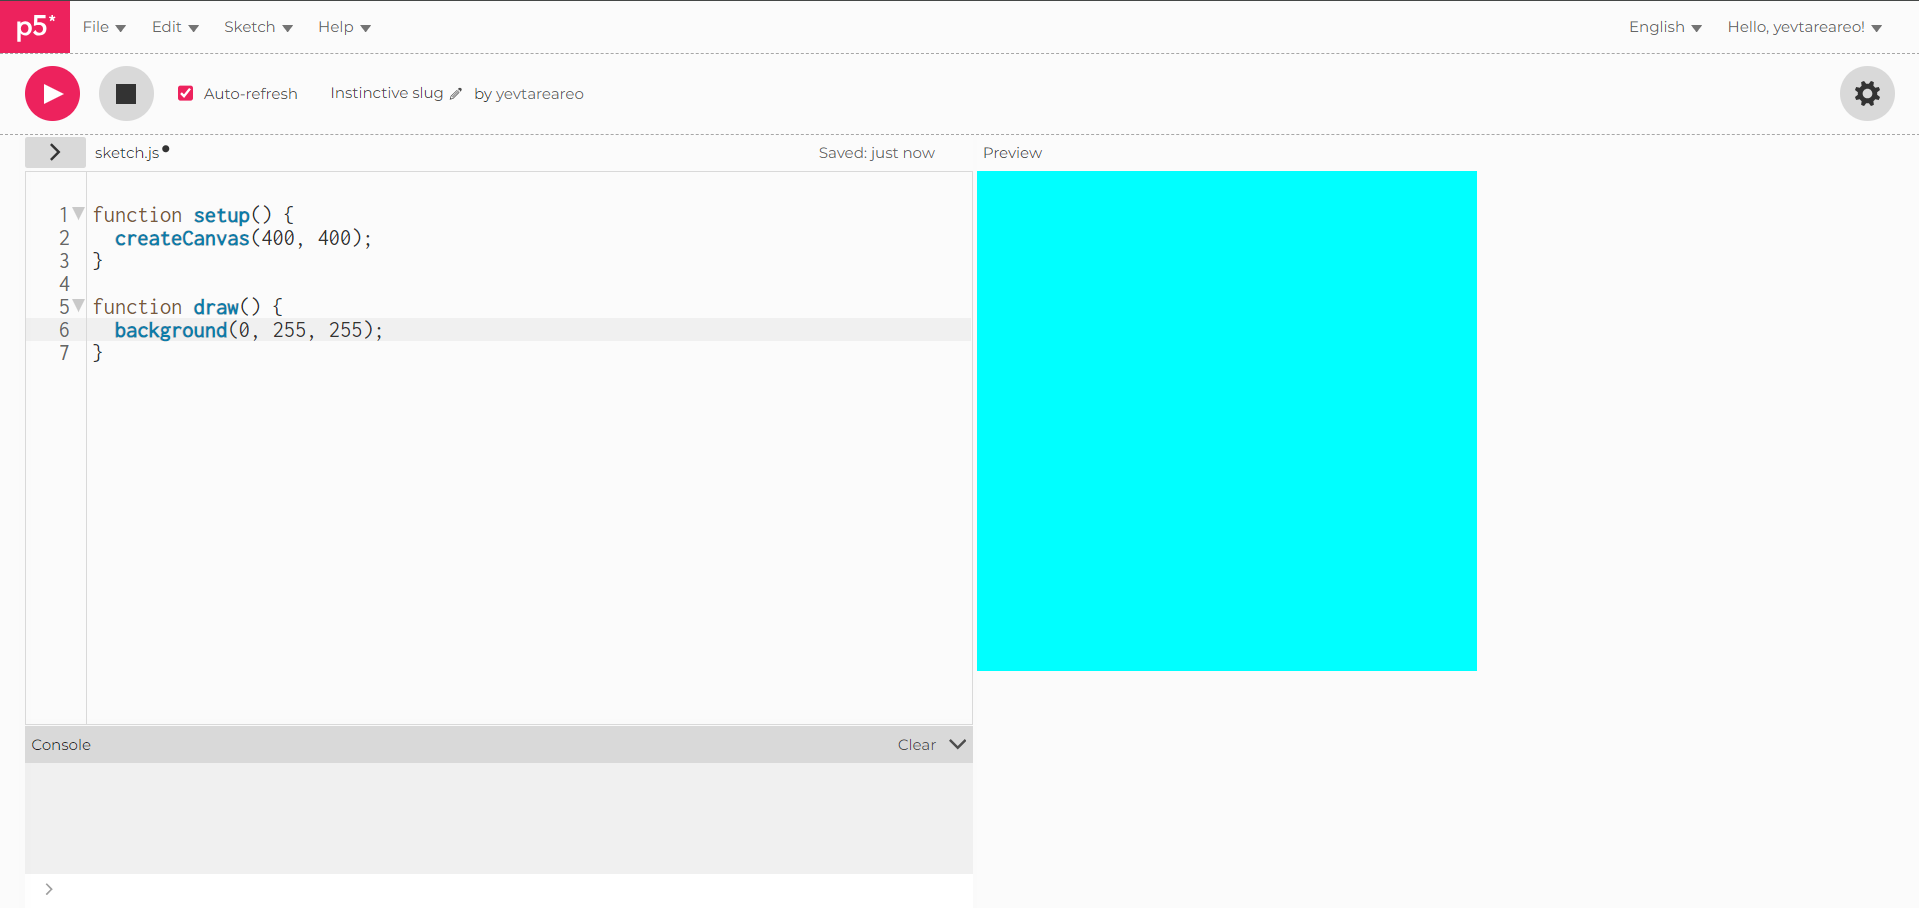 p5*
File
Edit
Sketch
Help
English
Hello, yevtareareo!
Auto-refresh
Instinctive slug
by yevtareareo
sketch.js
Saved: just now
Preview
1 function setup() {
2   createCanvas(400, 400);
3 }
4
5 function draw() {
6   background(0, 255, 255);
7 }
Console
Clear
>